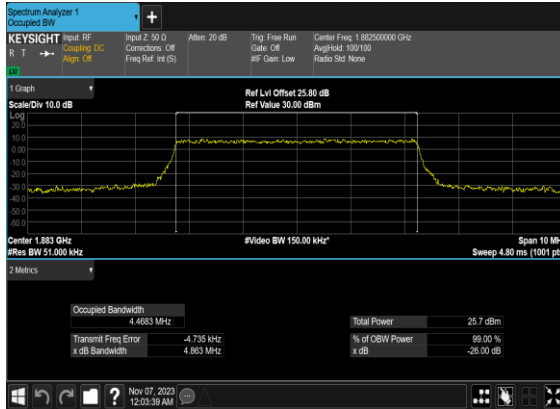 Spectrum Analyzer 1
Occupied BW
KEYSIGHT
R T
LV
Input: RF
Coupling: DC
Align: Off
Input Z: 50 Ω
Corrections: Off
Freq Ref: Int (S)
Atten: 20 dB
Trig: Free Run
Gate: Off
#IF Gain: Low
Center Freq: 1.882500000 GHz
Avg|Hold: 100/100
Radio Std: None
1 Graph
Scale/Div 10.0 dB
Ref Lvl Offset 25.80 dB
Ref Value 30.00 dBm
Log
20.0
10.0
0.00
-10.0
-20.0
-30.0
-40.0
-50.0
-60.0
Center 1.883 GHz
#Video BW 150.00 kHz*
Span 10 MH
#Res BW 51.000 kHz
Sweep 4.80 ms (1001 pt
2 Metrics
Occupied Bandwidth
4.4683 MHz
Total Power 25.7 dBm
Transmit Freq Error -4.735 kHz
% of OBW Power 99.00 %
x dB Bandwidth 4.863 MHz
x dB -26.00 dB
?
Nov 07, 2023
12:03:39 AM